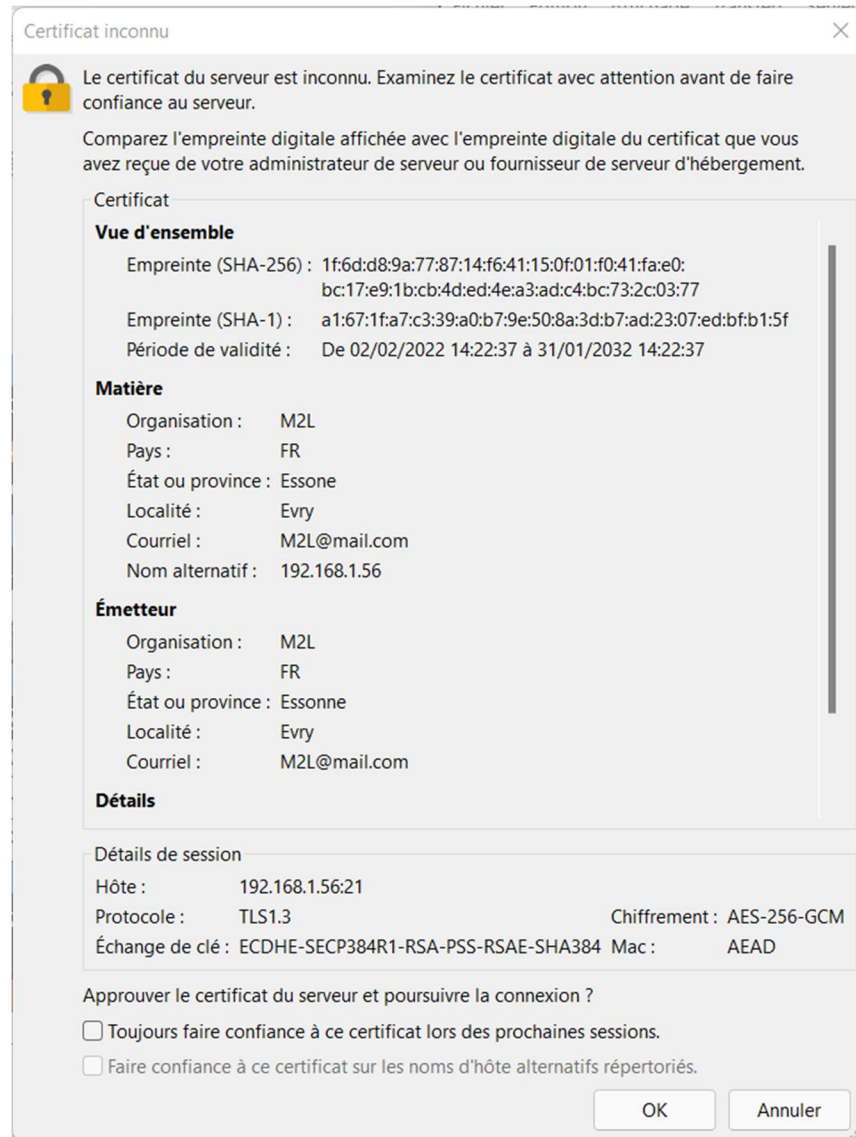 Certificat inconnu
Le certificat du serveur est inconnu. Examinez le certificat avec attention avant de faire
confiance au serveur.
Comparez l'empreinte digitale affichée avec l'empreinte digitale du certificat que vous
avez reçue de votre administrateur de serveur ou fournisseur de serveur d'hébergement.
Certificat
Vue d'ensemble
Empreinte (SHA-256) : 1f:6d:d8:9a:77:87:14:f6:41:15:0f:01:f0:41:fa:e0:
bc:17:e9:1b:cb:4d:ed:4e:a3:ad:c4:bc:73:2c:03:77
Empreinte (SHA-1) : a1:67:1f:a7:c3:39:a0:b7:9e:50:8a:3d:b7:ad:23:07:ed:bf:b1:5f
Période de validité : De 02/02/2022 14:22:37 à 31/01/2032 14:22:37
Matière
Organisation : M2L
Pays : FR
État ou province : Essone
Localité : Evry
Courriel : M2L@mail.com
Nom alternatif : 192.168.1.56
Émetteur
Organisation : M2L
Pays : FR
État ou province : Essonne
Localité : Evry
Courriel : M2L@mail.com
Détails
Détails de session
Hôte : 192.168.1.56:21
Protocole : TLS1.3 Chiffrement : AES-256-GCM
Échange de clé : ECDHE-SECP384R1-RSA-PSS-RSAE-SHA384 Mac : AEAD
Approuver le certificat du serveur et poursuivre la connexion ?
Toujours faire confiance à ce certificat lors des prochaines sessions.
Faire confiance à ce certificat sur les noms d'hôte alternatifs répertoriés.
OK Annuler